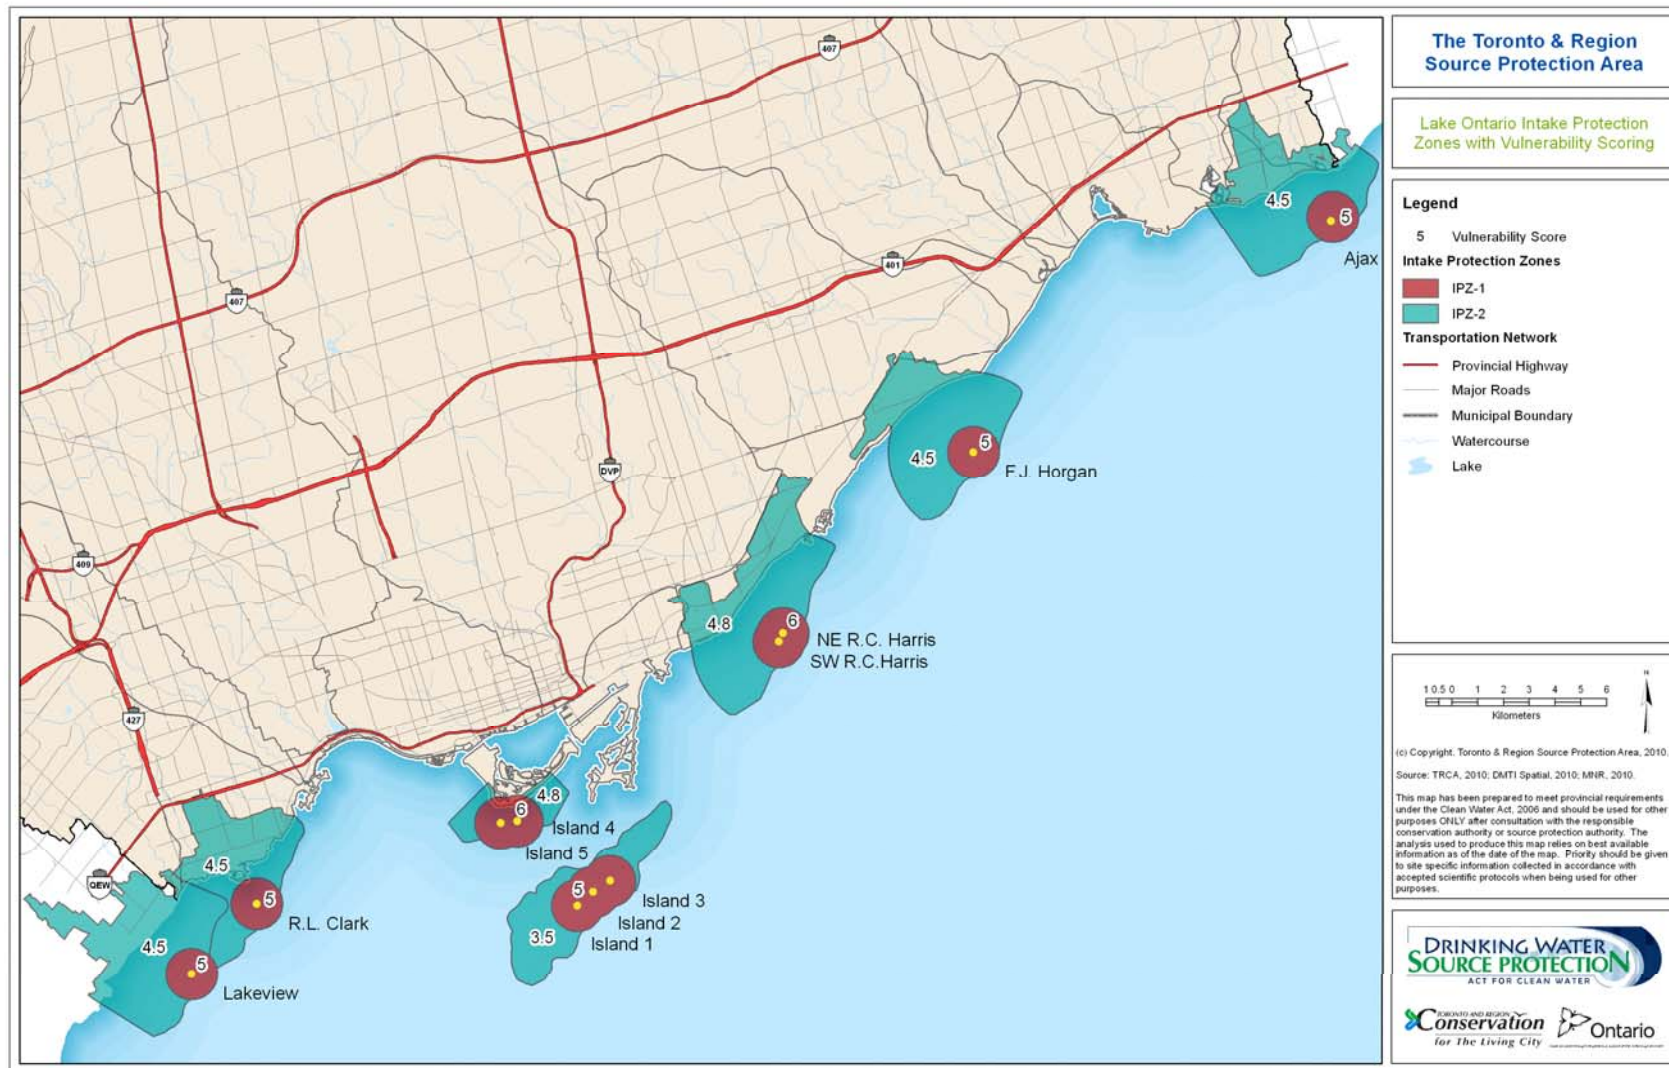 The Toronto & Region
Source Protection Area
Lake Ontario Intake Protection
Zones with Vulnerability Scoring
Legend
5 Vulnerability Score
Intake Protection Zones
IPZ-1
IPZ-2
Transportation Network
Provincial Highway
Major Roads
Municipal Boundary
Watercourse
Lake
1 0.5 0 1 2 3 4 5 6
Kilometers
N
(c) Copyright. Toronto & Region Source Protection Area, 2010.
Source: TRCA, 2010; DMTI Spatial, 2010; MNR, 2010.
This map has been prepared to meet provincial requirements
under the Clean Water Act, 2006 and should be used for other
purposes ONLY after consultation with the responsible
conservation authority or source protection authority. The
analysis used to produce this map relies on best available
information as of the date of the map. Priority should be given
to site specific information collected in accordance with
accepted scientific protocols when being used for other
purposes.
DRINKING WATER
SOURCE PROTECTION
ACT FOR CLEAN WATER
TORONTO AND REGION
Conservation
for The Living City
Ontario
407
407
401
DVP
409
427
QEW
4.5
5
Ajax
5
4.5
F.J. Horgan
4.8
6
NE R.C. Harris
SW R.C.Harris
4.8
6
Island 4
Island 5
5
3.5
Island 3
Island 2
Island 1
4.5
5
R.L. Clark
4.5
5
Lakeview